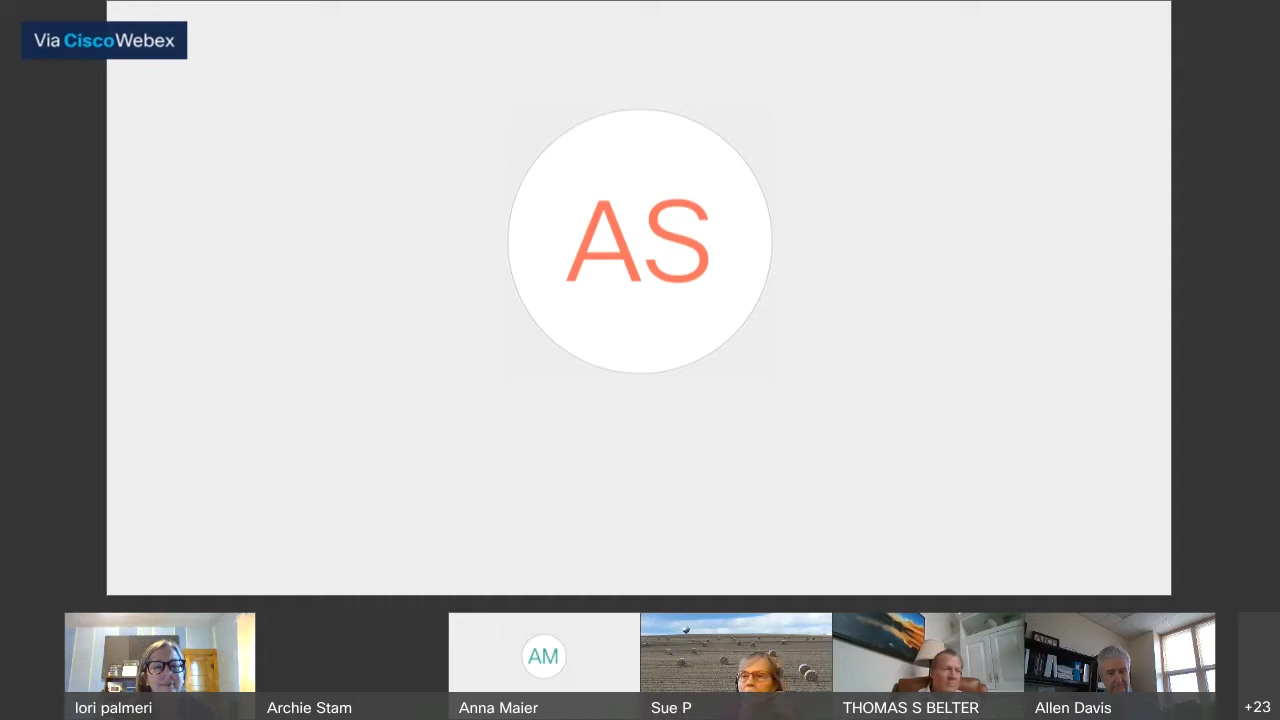 Via CiscoWebex
AS
AM
lori palmeri
Archie Stam
Anna Maier
Sue P
THOMAS S BELTER
Allen Davis
+23